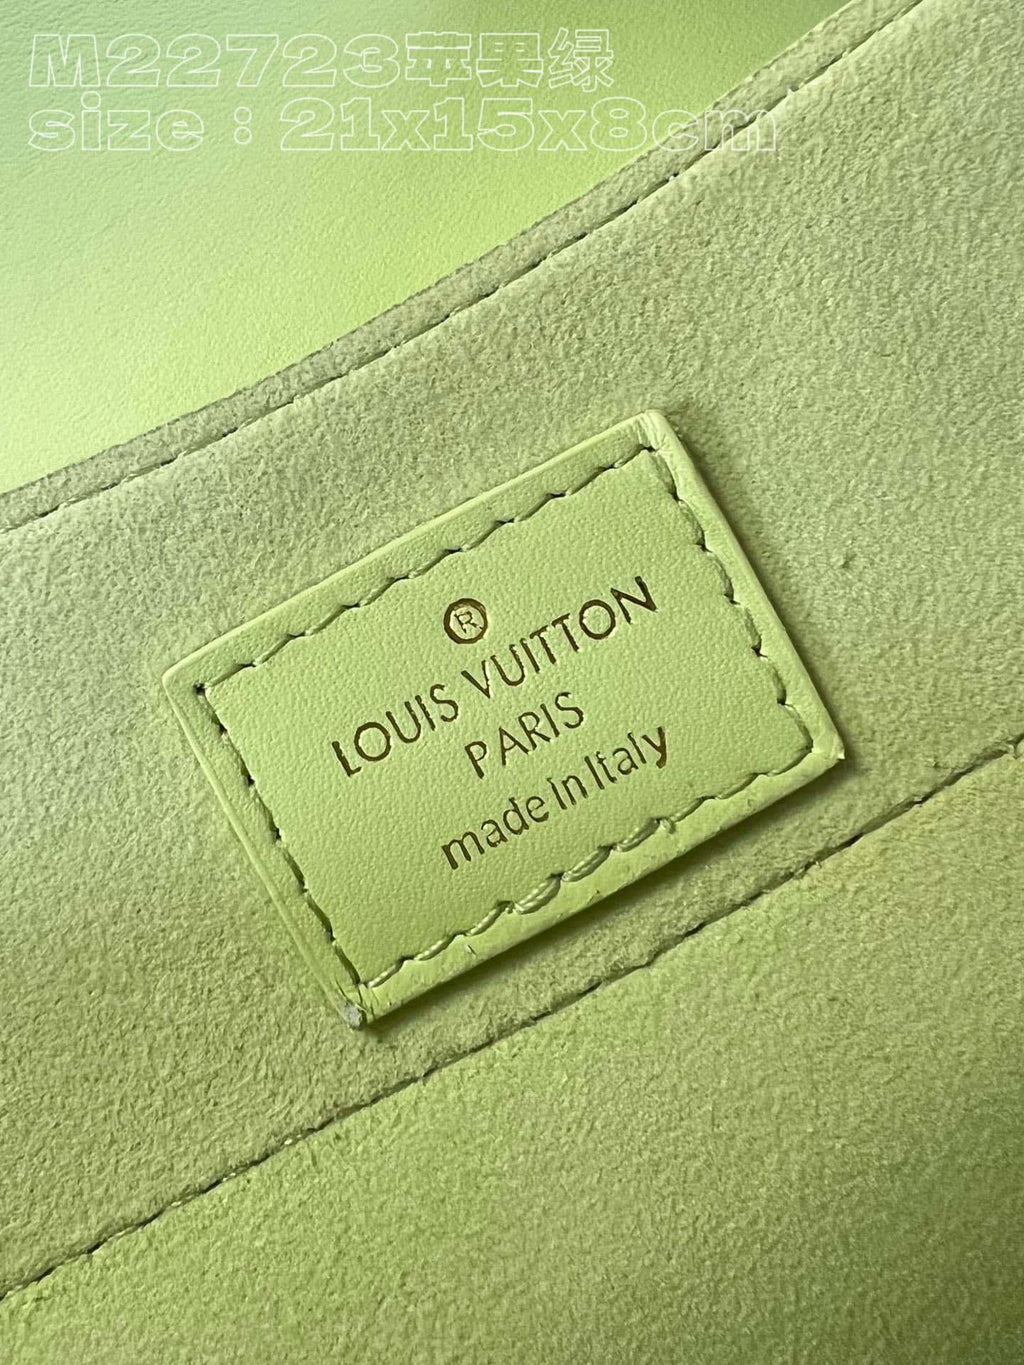 M22723苹果绿
size：21x15x8cm
®
LOUIS VUITTON
PARIS
made in Italy